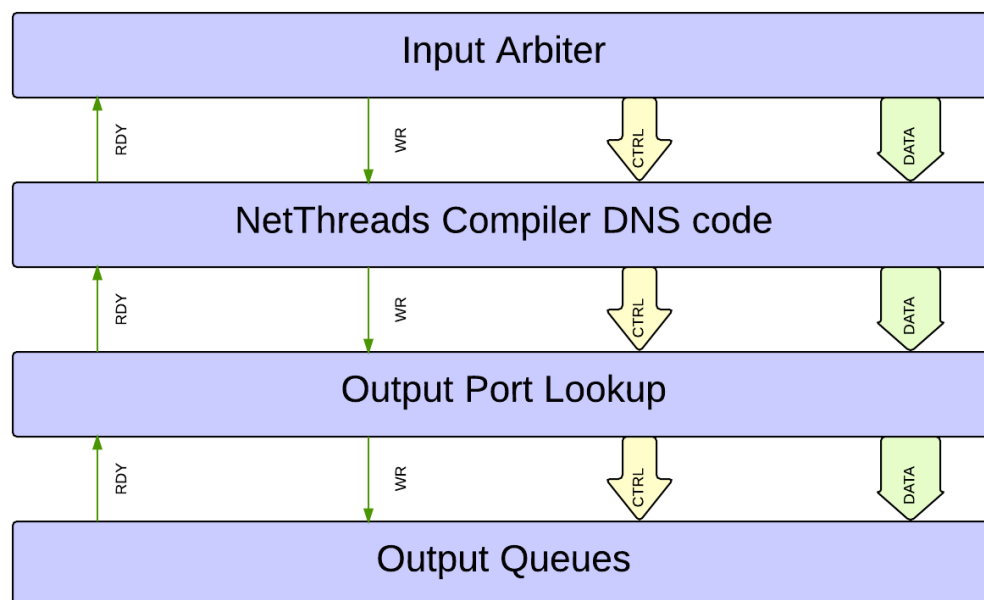 Input Arbiter
RDY
WR
CTRL
DATA
NetThreads Compiler DNS code
RDY
WR
CTRL
DATA
Output Port Lookup
RDY
WR
CTRL
DATA
Output Queues